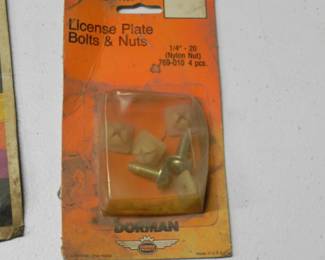 License Plate
Bolts & Nuts
1/4" - 20
(Nylon Nut)
769-010 4 pcs.
DORMAN